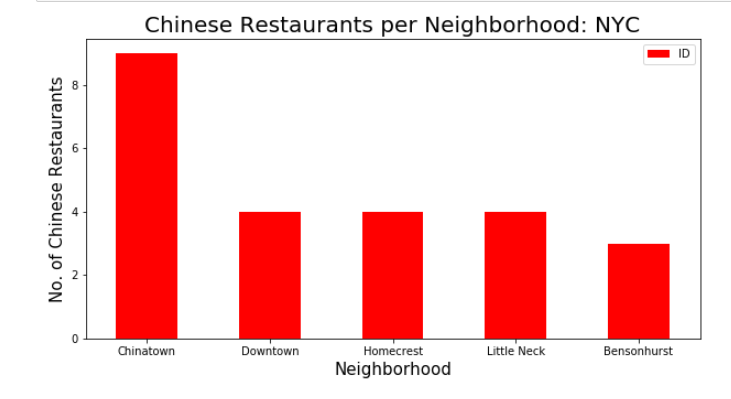 Chinese Restaurants per Neighborhood: NYC
ID
No. of Chinese Restaurants
8
6
4
2
0
Chinatown Downtown Homecrest Little Neck Bensonhurst
Neighborhood